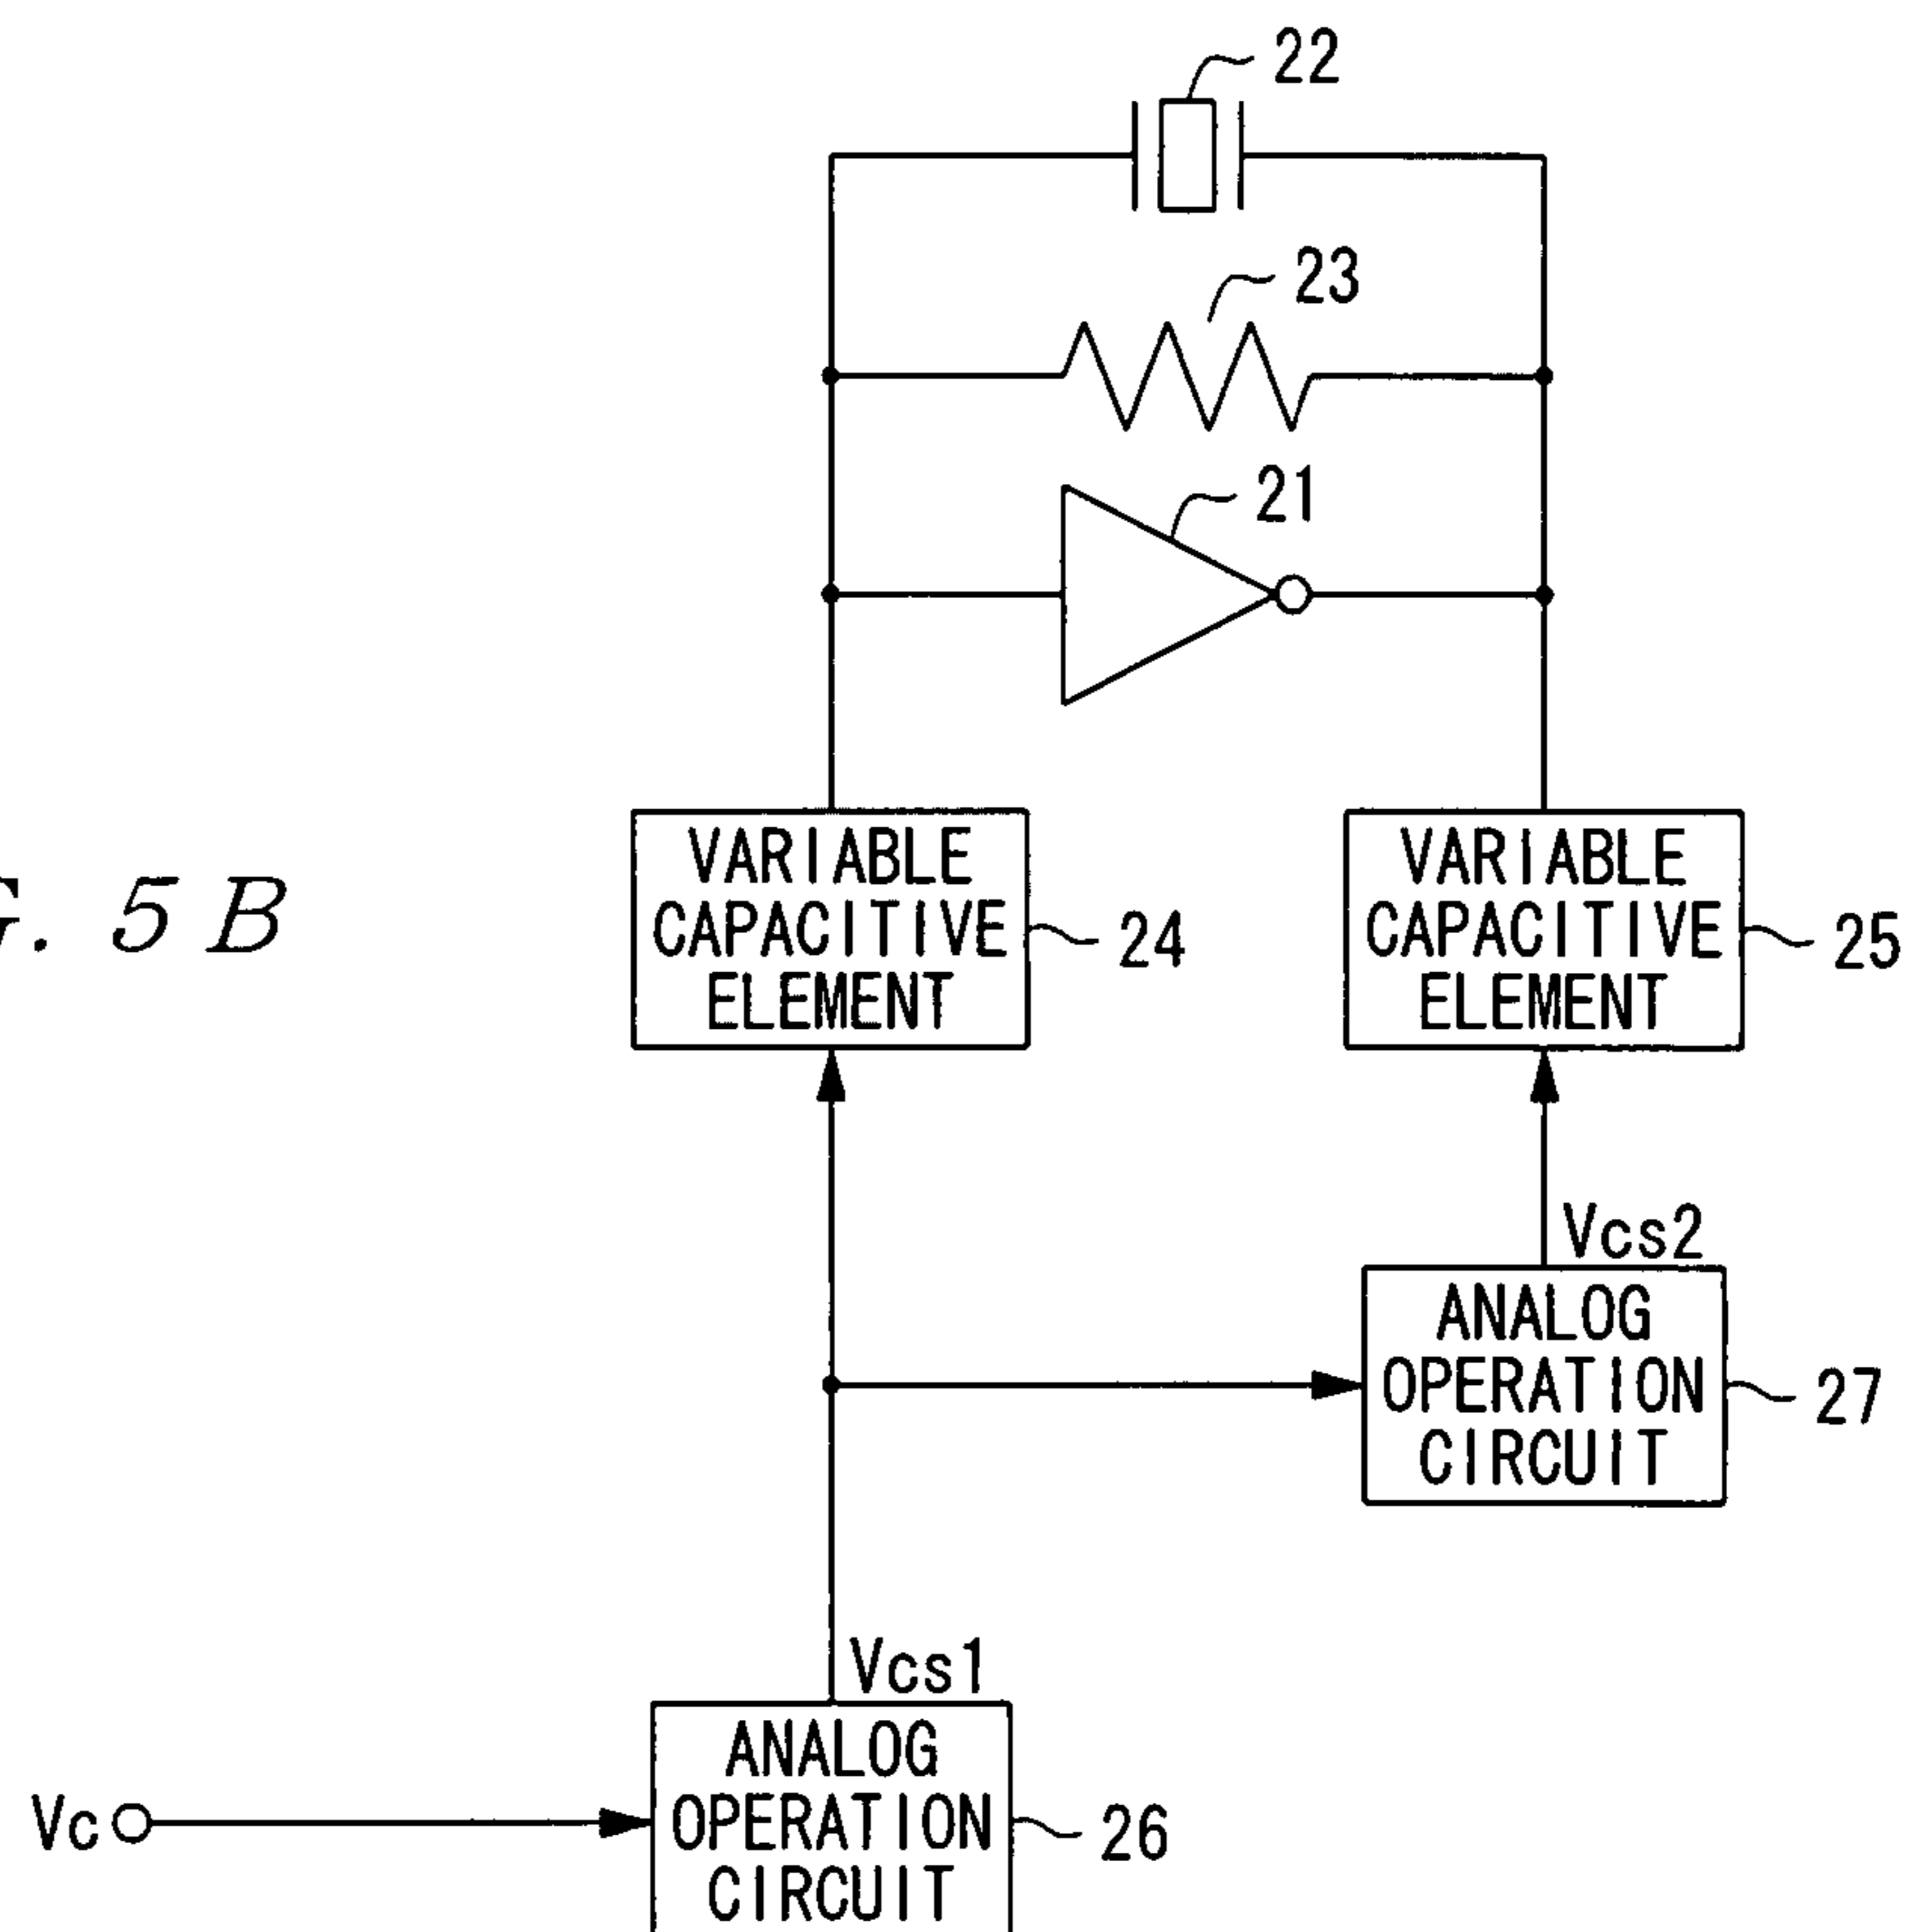 22
23
21
VARIABLE
CAPACITIVE
ELEMENT
24
VARIABLE
CAPACITIVE
ELEMENT
25
G. 5B
Vcs2
ANALOG
OPERATION
CIRCUIT
27
Vcs1
ANALOG
OPERATION
CIRCUIT
26
Vc